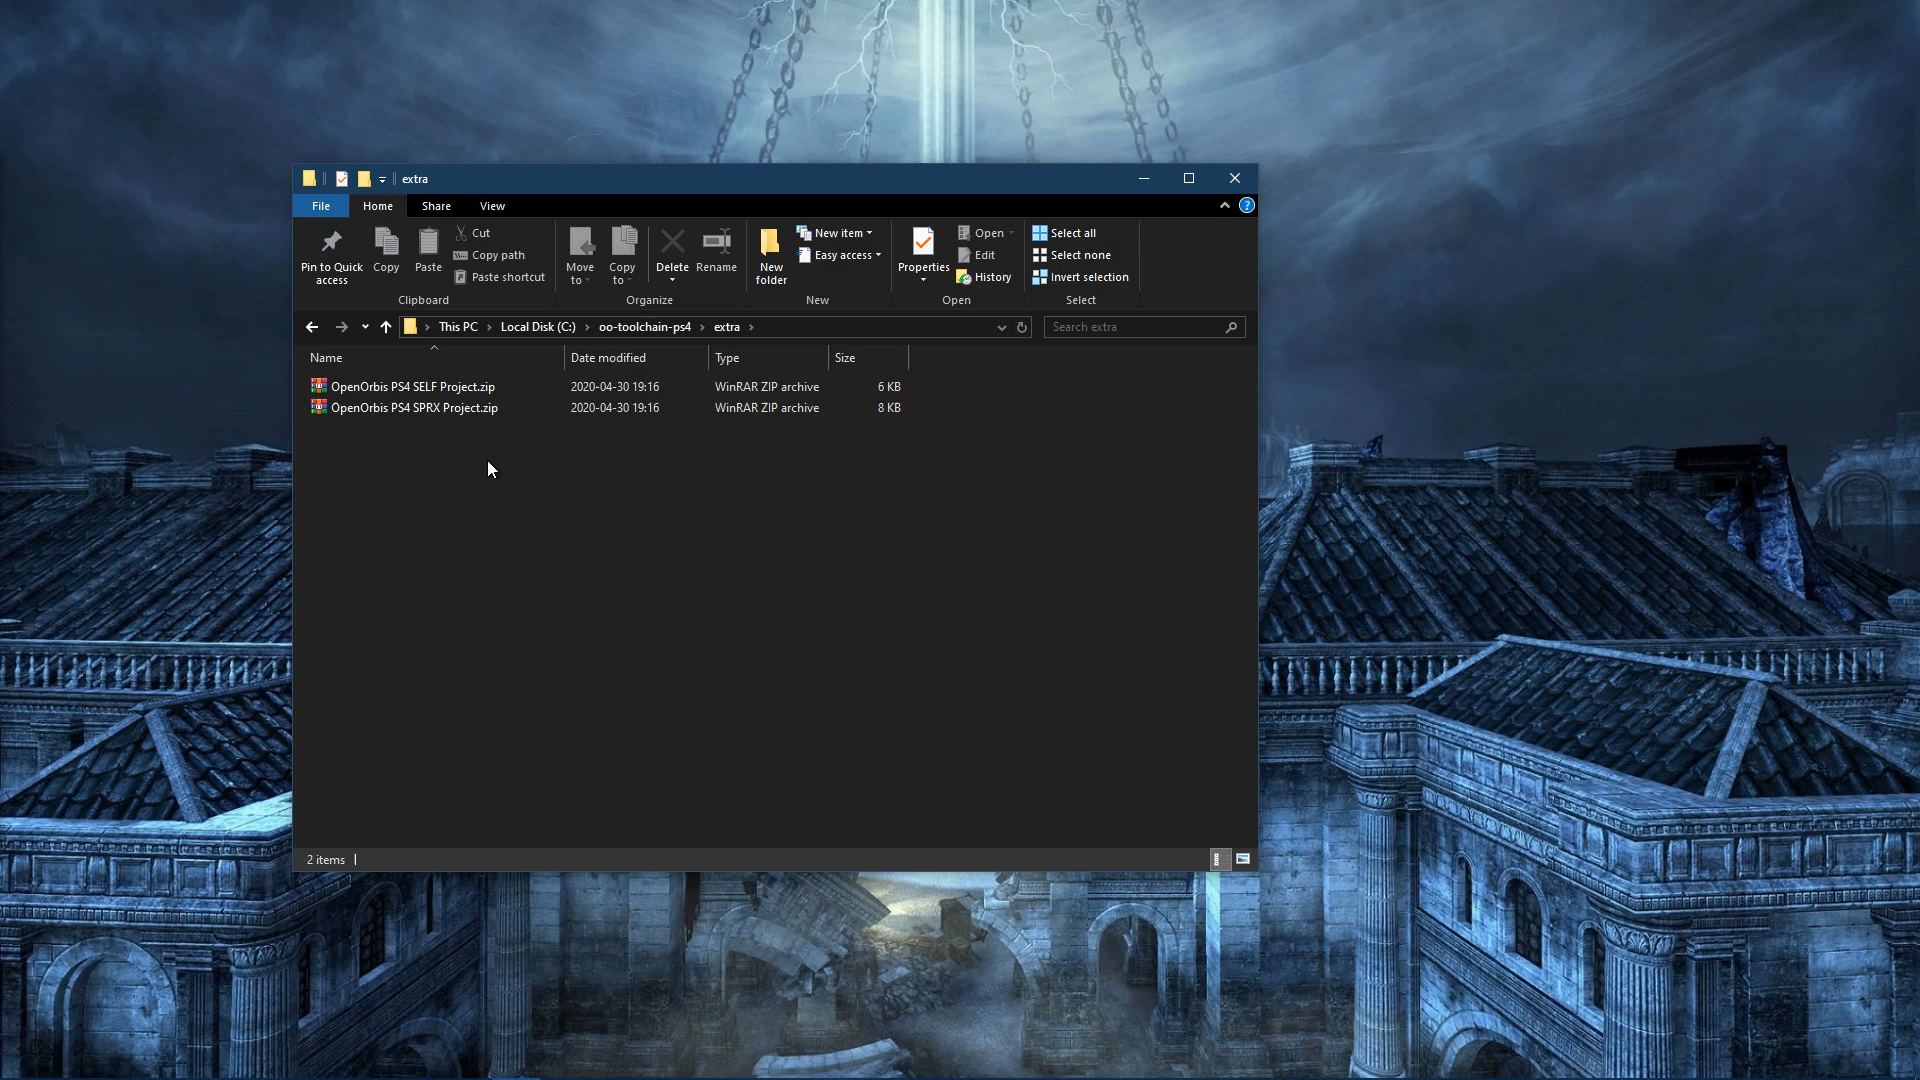 extra
File Home Share View
Pin to Quick access
Copy
Paste
Cut
Copy path
Paste shortcut
Clipboard
Move to
Copy to
Delete
Rename
Organize
New folder
New item
Easy access
New
Properties
Open
Edit
History
Open
Select all
Select none
Invert selection
Select
This PC Local Disk (C:) oo-toolchain-ps4 extra
Search extra
Name Date modified Type Size
OpenOrbis PS4 SELF Project.zip 2020-04-30 19:16 WinRAR ZIP archive 6 KB
OpenOrbis PS4 SPRX Project.zip 2020-04-30 19:16 WinRAR ZIP archive 8 KB
2 items